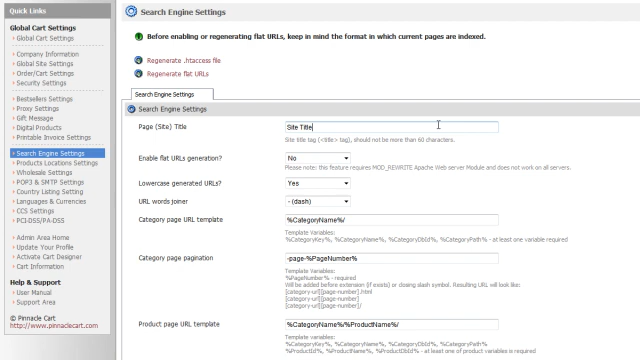 Quick Links
Global Cart Settings
Global Cart Settings
Company Information
Global Site Settings
Order/Cart Settings
Security Settings
Bestsellers Settings
Proxy Settings
Gift Message
Digital Products
Printable Invoice Settings
Search Engine Settings
Products Locations Settings
Wholesale Settings
POP3 & SMTP Settings
Country Listing Setting
Languages & Currencies
CCS Settings
PCI-DSS/PA-DSS
Admin Area Home
Update Your Profile
Activate Cart Designer
Cart Information
Help & Support
User Manual
Support Area
© Pinnacle Cart
http://www.pinnaclecart.com
Search Engine Settings
Before enabling or regenerating flat URLs, keep in mind the format in which current pages are indexed.
Regenerate .htaccess file
Regenerate flat URLs
Search Engine Settings
Search Engine Settings
Page (Site) Title
Site Title
Site title tag (<title> tag), should not be more than 60 characters.
Enable flat URLs generation?
No
Please note: this feature requires MOD_REWRITE Apache Web server Module and does not work on all servers.
Lowercase generated URLs?
Yes
URL words joiner
- (dash)
Category page URL template
%CategoryName%/
Template Variables:
%CategoryKey%, %CategoryName%, %CategoryDbId%, %CategoryPath% - at least one variable required
Category page pagination
-page-%PageNumber%
Template Variables:
%PageNumber% - required
Will be added before extension (if exists) or closing slash symbol. Resulting URL will look like:
[category-url][page-number].html
[category-url][page-number]
[category-url][page-number]/
Product page URL template
%CategoryName%/%ProductName%/
Template Variables:
%CategoryKey%, %CategoryName%, %CategoryDbId%, %CategoryPath%
%ProductId%, %ProductName%, %ProductDbId% - at least one of product variables is required